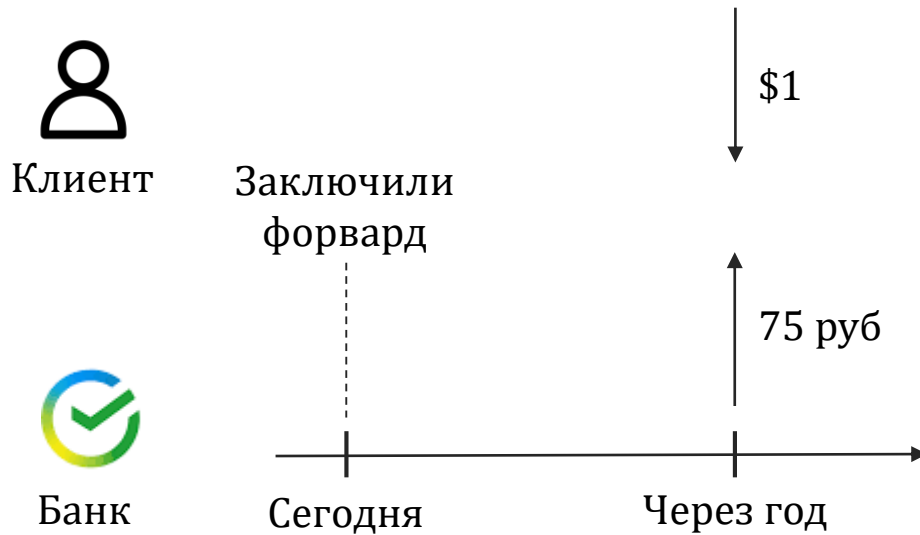 $1
Клиент
Заключили
форвард
75 руб
Банк
Сегодня
Через год